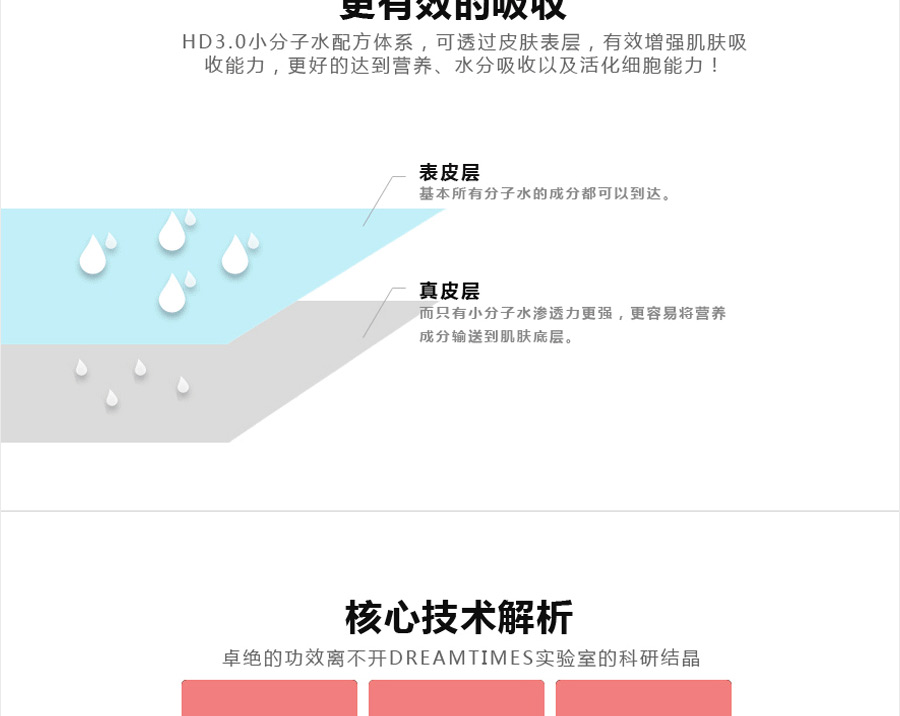 更有效的吸收
HD3.0小分子水配方体系，可透过皮肤表层，有效增强肌肤吸
收能力，更好的达到营养、水分吸收以及活化细胞能力！
表皮层
基本所有分子水的成分都可以到达。
真皮层
而只有小分子水渗透力更强，更容易将营养
成分输送到肌肤底层。
核心技术解析
卓绝的功效离不开DREAMTIMES实验室的科研结晶